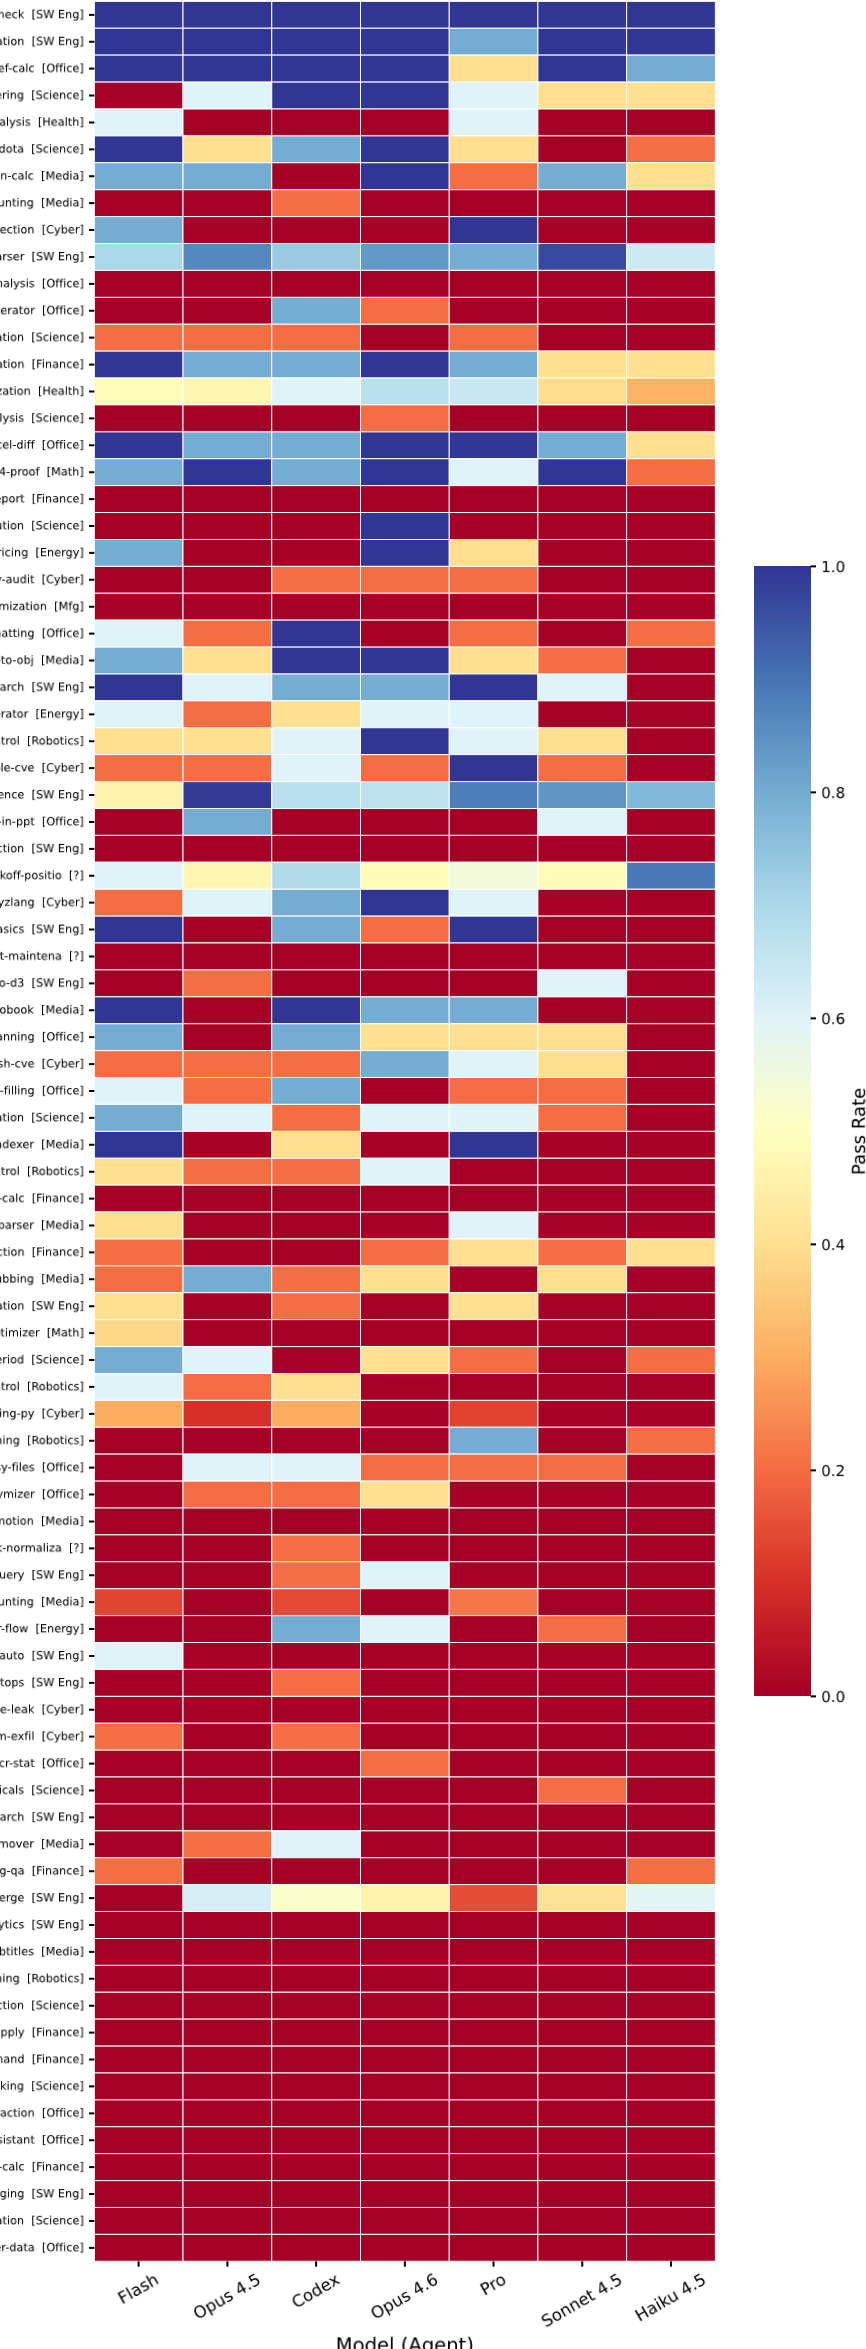 neck [SW Eng]
ation [SW Eng]
ef-calc [Office]
ring [Science]
alysis [Health]
dota [Science]
n-calc [Media]
unting [Media]
ection [Cyber]
arser [SW Eng]
nalysis [Office]
erator [Office]
ation [Science]
ation [Finance]
zation [Health]
lysis [Science]
cel-diff [Office]
4-proof [Math]
eport [Finance]
ution [Science]
ricing [Energy]
y-audit [Cyber]
mization [Mfg]
natting [Office]
to-obj [Media]
arch [SW Eng]
rator [Energy]
ntrol [Robotics]
le-cve [Cyber]
ence [SW Eng]
-in-ppt [Office]
ction [SW Eng]
koff-positio [?]
yzlang [Cyber]
asics [SW Eng]
t-maintena [?]
o-d3 [SW Eng]
obook [Media]
anning [Office]
sh-cve [Cyber]
-filling [Office]
ation [Science]
ndexer [Media]
ntrol [Robotics]
-calc [Finance]
parser [Media]
ction [Finance]
ubbing [Media]
ation [SW Eng]
timizer [Math]
eriod [Science]
ntrol [Robotics]
ing-py [Cyber]
ning [Robotics]
sy-files [Office]
ymizer [Office]
motion [Media]
k-normaliza [?]
uery [SW Eng]
unting [Media]
r-flow [Energy]
auto [SW Eng]
tops [SW Eng]
e-leak [Cyber]
m-exfil [Cyber]
cr-stat [Office]
icals [Science]
arch [SW Eng]
mover [Media]
g-qa [Finance]
erge [SW Eng]
ytics [SW Eng]
btitles [Media]
ning [Robotics]
ction [Science]
pply [Finance]
nand [Finance]
king [Science]
action [Office]
sistant [Office]
-calc [Finance]
ging [SW Eng]
ation [Science]
er-data [Office]
Flash
Opus 4.5
Codex
Opus 4.6
Pro
Sonnet 4.5
Haiku 4.5
Model (Agent)
1.0
0.8
0.6
0.4
0.2
0.0
Pass Rate